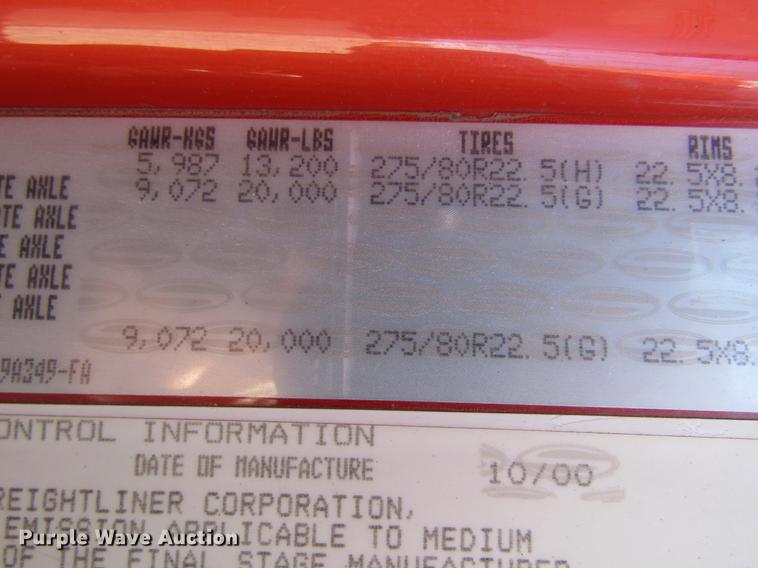 GAWR-KGS GAWR-LBS TIRES RIMS
5,987 13,200 275/80R22.5(H) 22.5X8.2
TE AXLE 9,072 20,000 275/80R22.5(G) 22.5X8.
OTE AXLE
E AXLE
TE AXLE
AXLE
9,072 20,000 275/80R22.5(G) 22.5X8.
9A349-FA
ONTROL INFORMATION
DATE OF MANUFACTURE 10/00
REIGHTLINER CORPORATION,
EMISSION APPLICABLE TO MEDIUM
OF THE FINAL STAGE MANUFACTURED
Purple Wave Auction